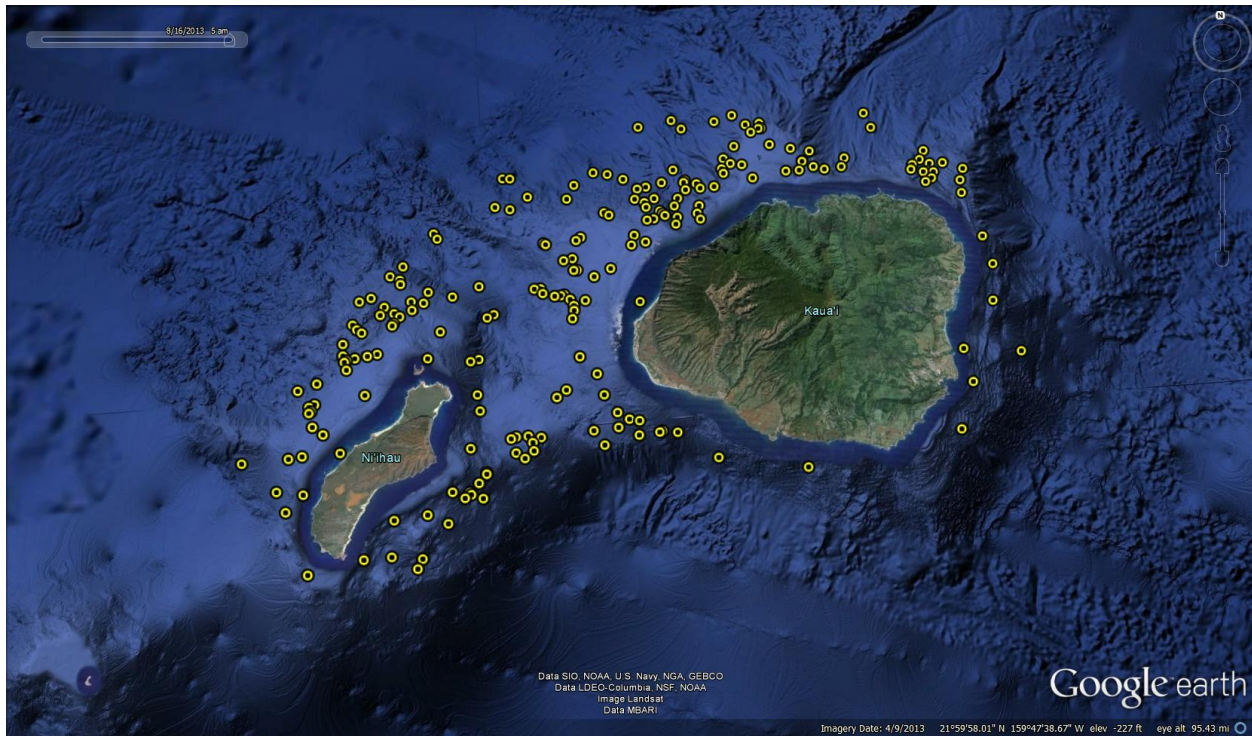 8/16/2013 5 am
N
Kaua'i
Ni'ihau
Data SIO, NOAA, U.S. Navy, NGA, GEBCO
Data LDEO-Columbia, NSF, NOAA
Image Landsat
Data MBARI
Google earth
Imagery Date: 4/9/2013 21°59'58.01" N 159°47'38.67" W elev -227 ft eye alt 95.43 mi